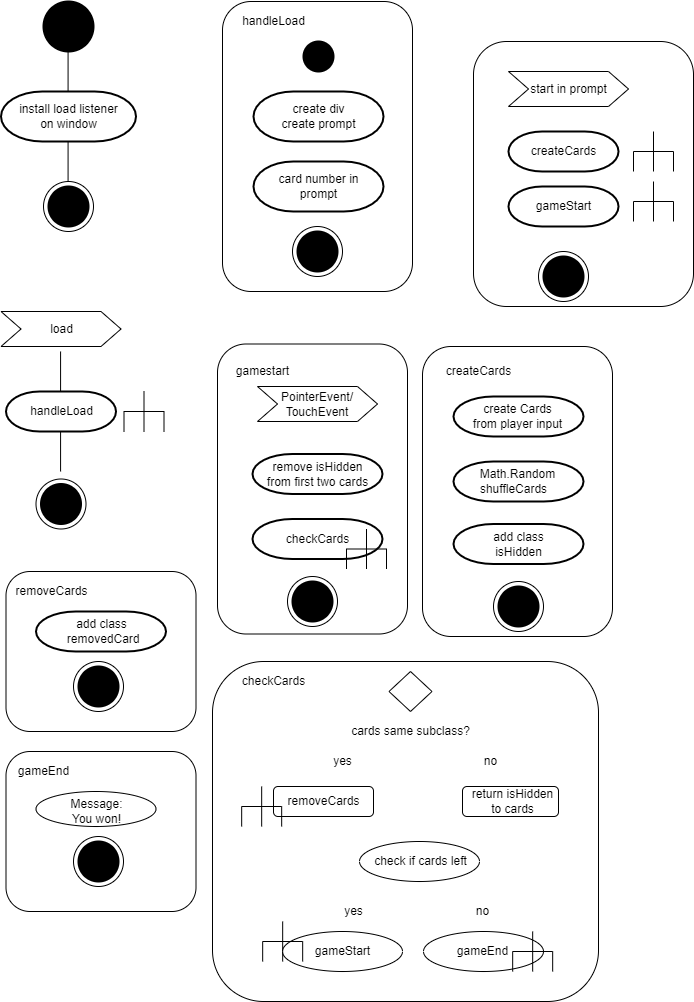 install load listener
on window
handleLoad
create div
create prompt
card number in
prompt
start in prompt
createCards
gameStart
load
handleLoad
gamestart
PointerEvent/
TouchEvent
remove isHidden
from first two cards
checkCards
createCards
create Cards
from player input
Math.Random
shuffleCards
add class
isHidden
removeCards
add class
removedCard
gameEnd
Message:
You won!
checkCards
cards same subclass?
yes
no
removeCards
return isHidden
to cards
check if cards left
yes
no
gameStart
gameEnd